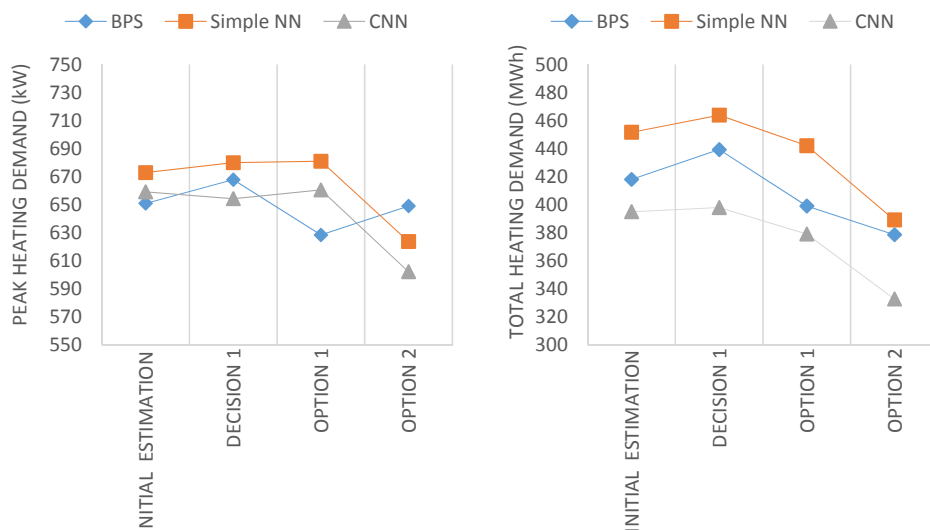 BPS Simple NN CNN
PEAK HEATING DEMAND (kW)
750
730
710
690
670
650
630
610
590
570
550
NITIAL ESTIMATION
DECISION 1
OPTION 1
OPTION 2
BPS Simple NN CNN
TOTAL HEATING DEMAND (MWh)
500
480
460
440
420
400
380
360
340
320
300
INITIAL ESTIMATION
DECISION 1
OPTION 1
OPTION 2